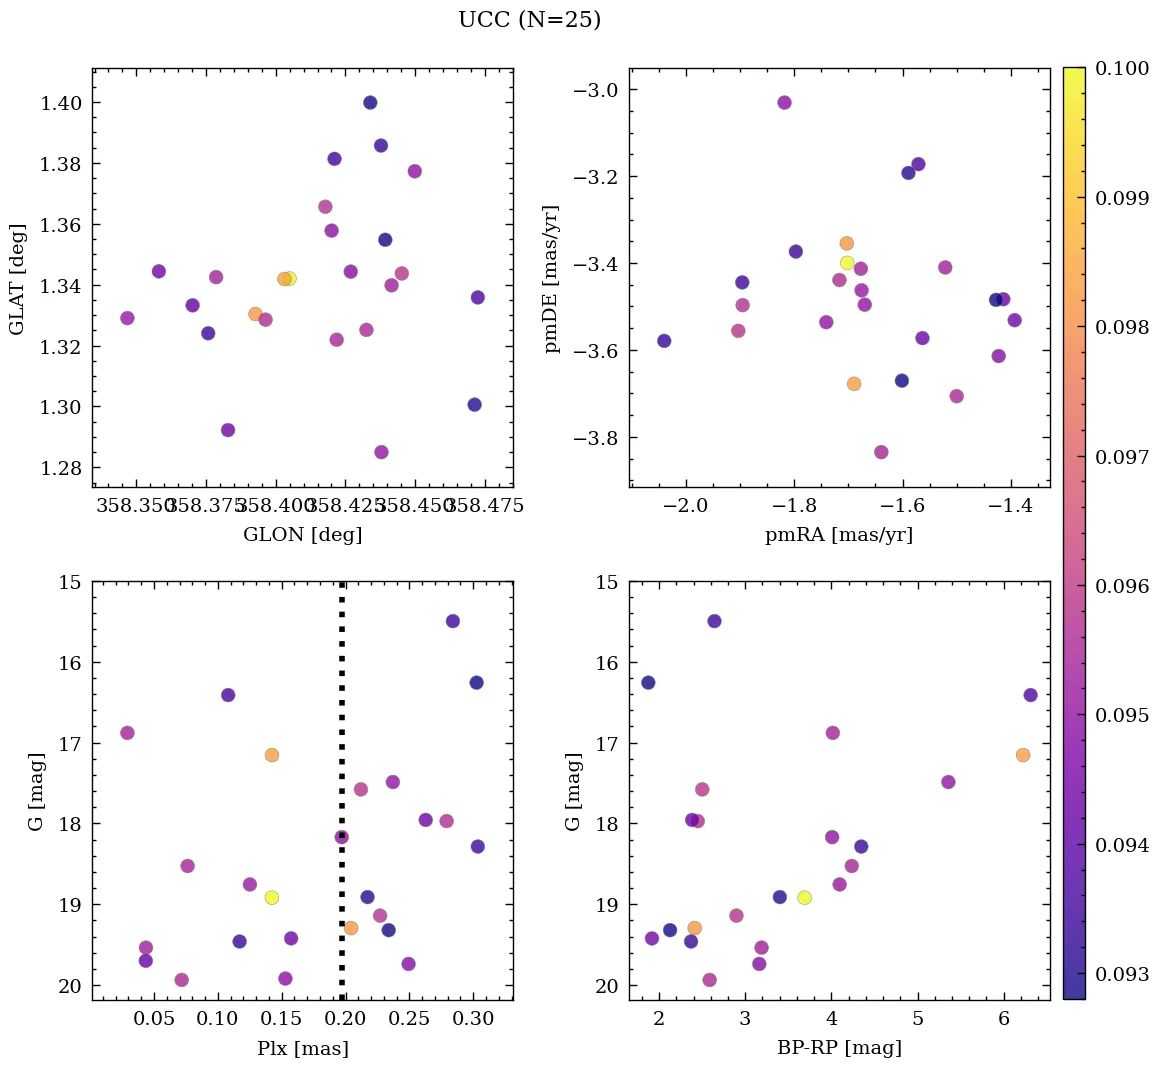 UCC (N=25)
1.40
1.38
1.36
1.34
1.32
1.30
1.28
GLAT [deg]
358.350 358.375 358.400 358.425 358.450 358.475
GLON [deg]
−3.0
−3.2
−3.4
−3.6
−3.8
pmDE [mas/yr]
−2.0 −1.8 −1.6 −1.4
pmRA [mas/yr]
0.100
0.099
0.098
0.097
0.096
0.095
0.094
0.093
15
16
17
18
19
20
G [mag]
0.05 0.10 0.15 0.20 0.25 0.30
Plx [mas]
15
16
17
18
19
20
G [mag]
2 3 4 5 6
BP-RP [mag]